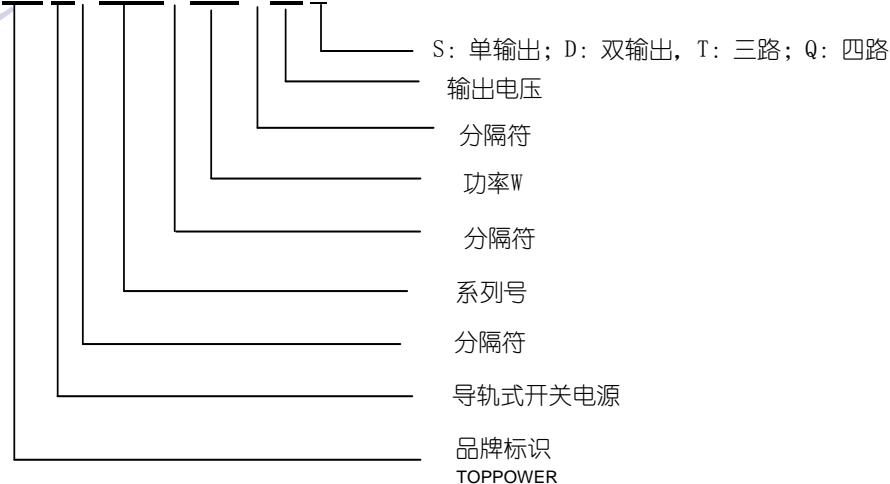 S: 单输出; D: 双输出, T: 三路; Q: 四路
输出电压
分隔符
功率W
分隔符
系列号
分隔符
导轨式开关电源
品牌标识
TOPPOWER